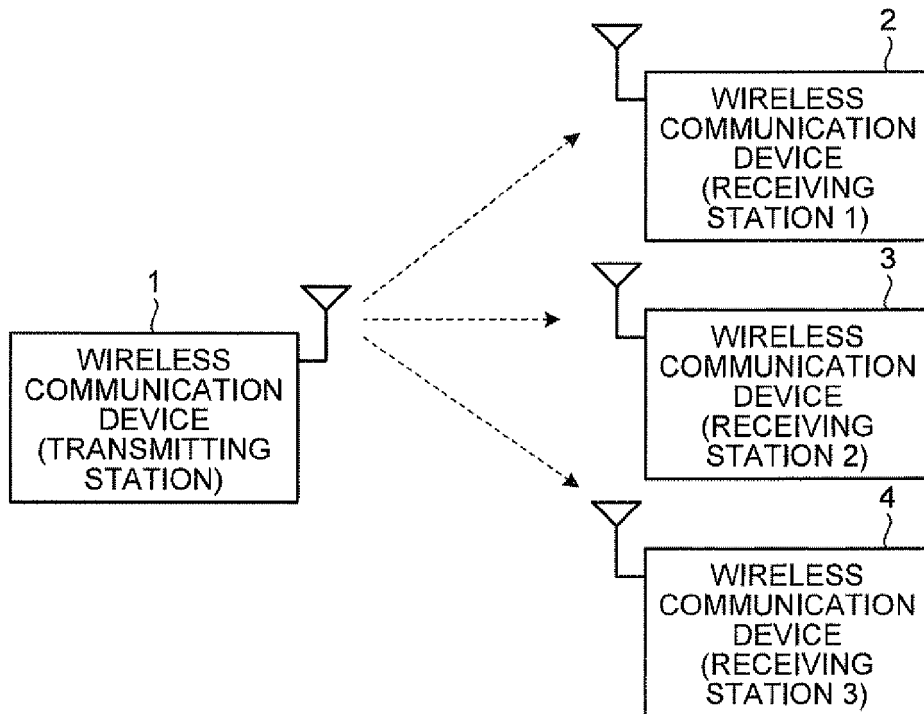 2
WIRELESS
COMMUNICATION
DEVICE
(RECEIVING
STATION 1)
1
WIRELESS
COMMUNICATION
DEVICE
(TRANSMITTING
STATION)
3
WIRELESS
COMMUNICATION
DEVICE
(RECEIVING
STATION 2)
4
WIRELESS
COMMUNICATION
DEVICE
(RECEIVING
STATION 3)